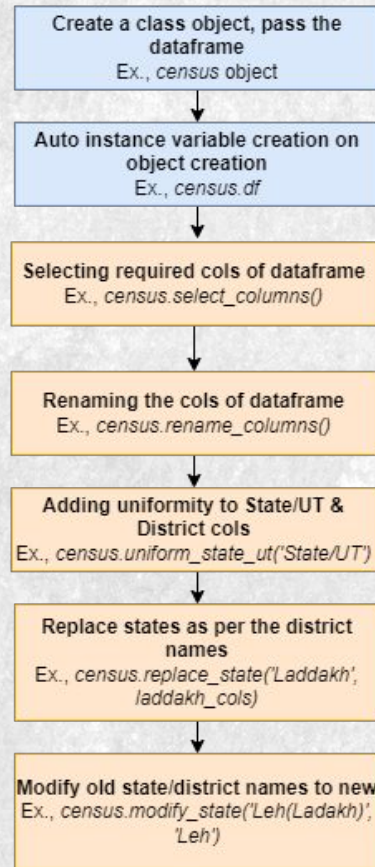 Create a class object, pass the
dataframe
Ex., census object
Auto instance variable creation on
object creation
Ex., census.df
Selecting required cols of dataframe
Ex., census.select_columns()
Renaming the cols of dataframe
Ex., census.rename_columns()
Adding uniformity to State/UT &
District cols
Ex., census.uniform_state_ut('State/UT')
Replace states as per the district
names
Ex., census.replace_state('Laddakh',
laddakh_cols)
Modify old state/district names to new
Ex., census.modify_state('Leh(Ladakh)',
'Leh')